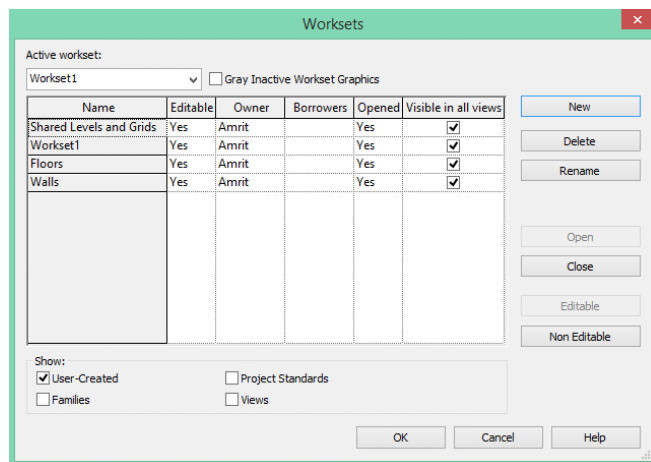 Worksets
Active workset:
Workset1
Gray Inactive Workset Graphics
Name Editable Owner Borrowers Opened Visible in all views
Shared Levels and Grids Yes Amrit Yes
Workset1 Yes Amrit Yes
Floors Yes Amrit Yes
Walls Yes Amrit Yes
New
Delete
Rename
Open
Close
Editable
Non Editable
Show:
User-Created Project Standards
Families Views
OK Cancel Help